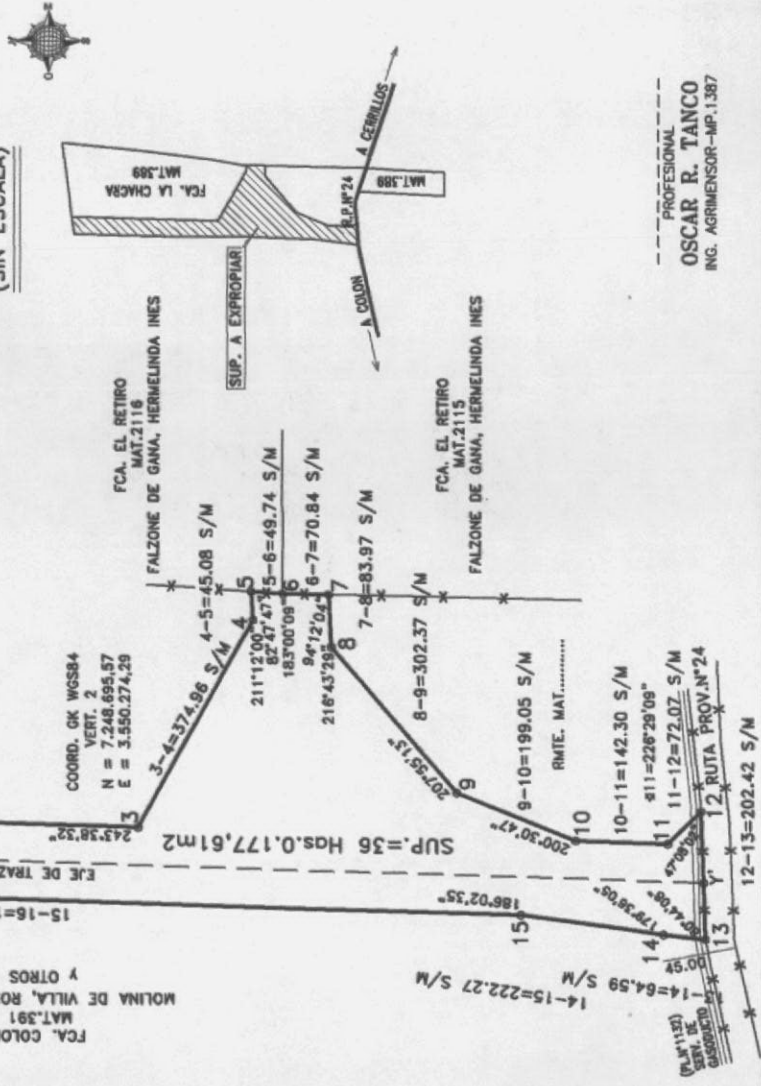 (SIN ESCALA)
N
E
S
O
FCA. LA CHACRA
MAT.389
MAT.389
R.P.Nº24
A CERRILLOS
A COLON
SUP. A EXPROPIAR
PROFESIONAL
OSCAR R. TANCO
ING. AGRIMENSOR-MP.1.387
FCA. EL RETIRO
MAT.2116
FALZONE DE GANA, HERMELINDA INES
FCA. EL RETIRO
MAT.2115
FALZONE DE GANA, HERMELINDA INES
COORD. GK WGS84
VERT. 2
N = 7.248.695,57
E = 3.550.274,29
3
243°38'32"
3-4=374.96 S/M
4
4-5=45.08 S/M
5
211°12'00
82°47'47"
5-6=49.74 S/M
183°00'09"
6
6-7=70.84 S/M
94°12'04"
7
7-8=83.97 S/M
216°43'29"
8
8-9=302.37 S/M
207°55'13"
9
9-10=199.05 S/M
RMTE. MAT............
200°30'47"
10
10-11=142.30 S/M
α11=226°29'09"
11
11-12=72.07 S/M
12
RUTA PROV.Nº24
12-13=202.42 S/M
Y'
13
45.00
14
-14=64.59 S/M
179°36'05"
14-15=222.27 S/M
15
186°02'35"
15-16=1
SUP.=36 Has.0.177,61m2
EJE DE TRAZ
FCA. COLO
MAT.391
MOLINA DE VILLA, RO
y OTROS
(PL.Nº1132)
SERV. DE
GASODUCTO